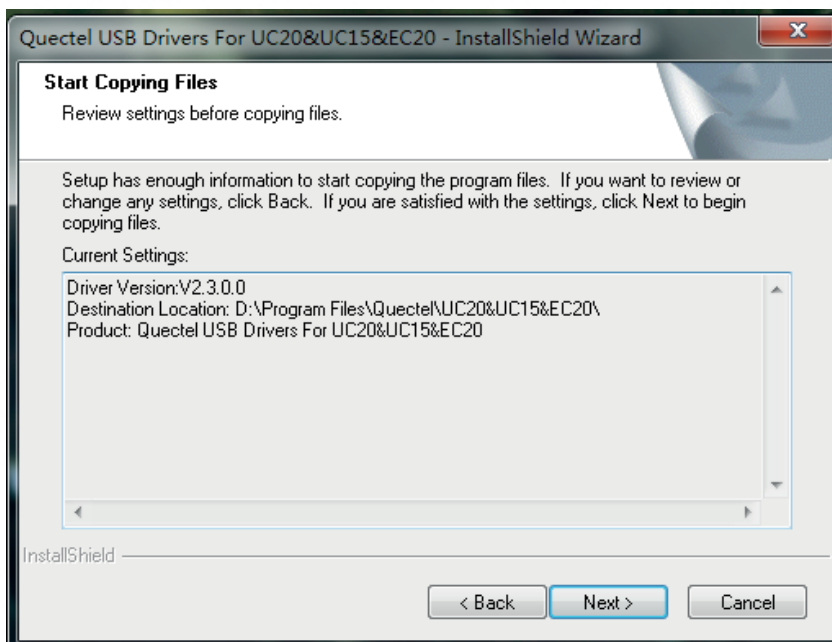 Quectel USB Drivers For UC20&UC15&EC20 - InstallShield Wizard
Start Copying Files
Review settings before copying files.
Setup has enough information to start copying the program files.  If you want to review or
change any settings, click Back.  If you are satisfied with the settings, click Next to begin
copying files.
Current Settings:
Driver Version:V2.3.0.0
Destination Location: D:\Program Files\Quectel\UC20&UC15&EC20\
Product: Quectel USB Drivers For UC20&UC15&EC20
InstallShield
< Back
Next >
Cancel